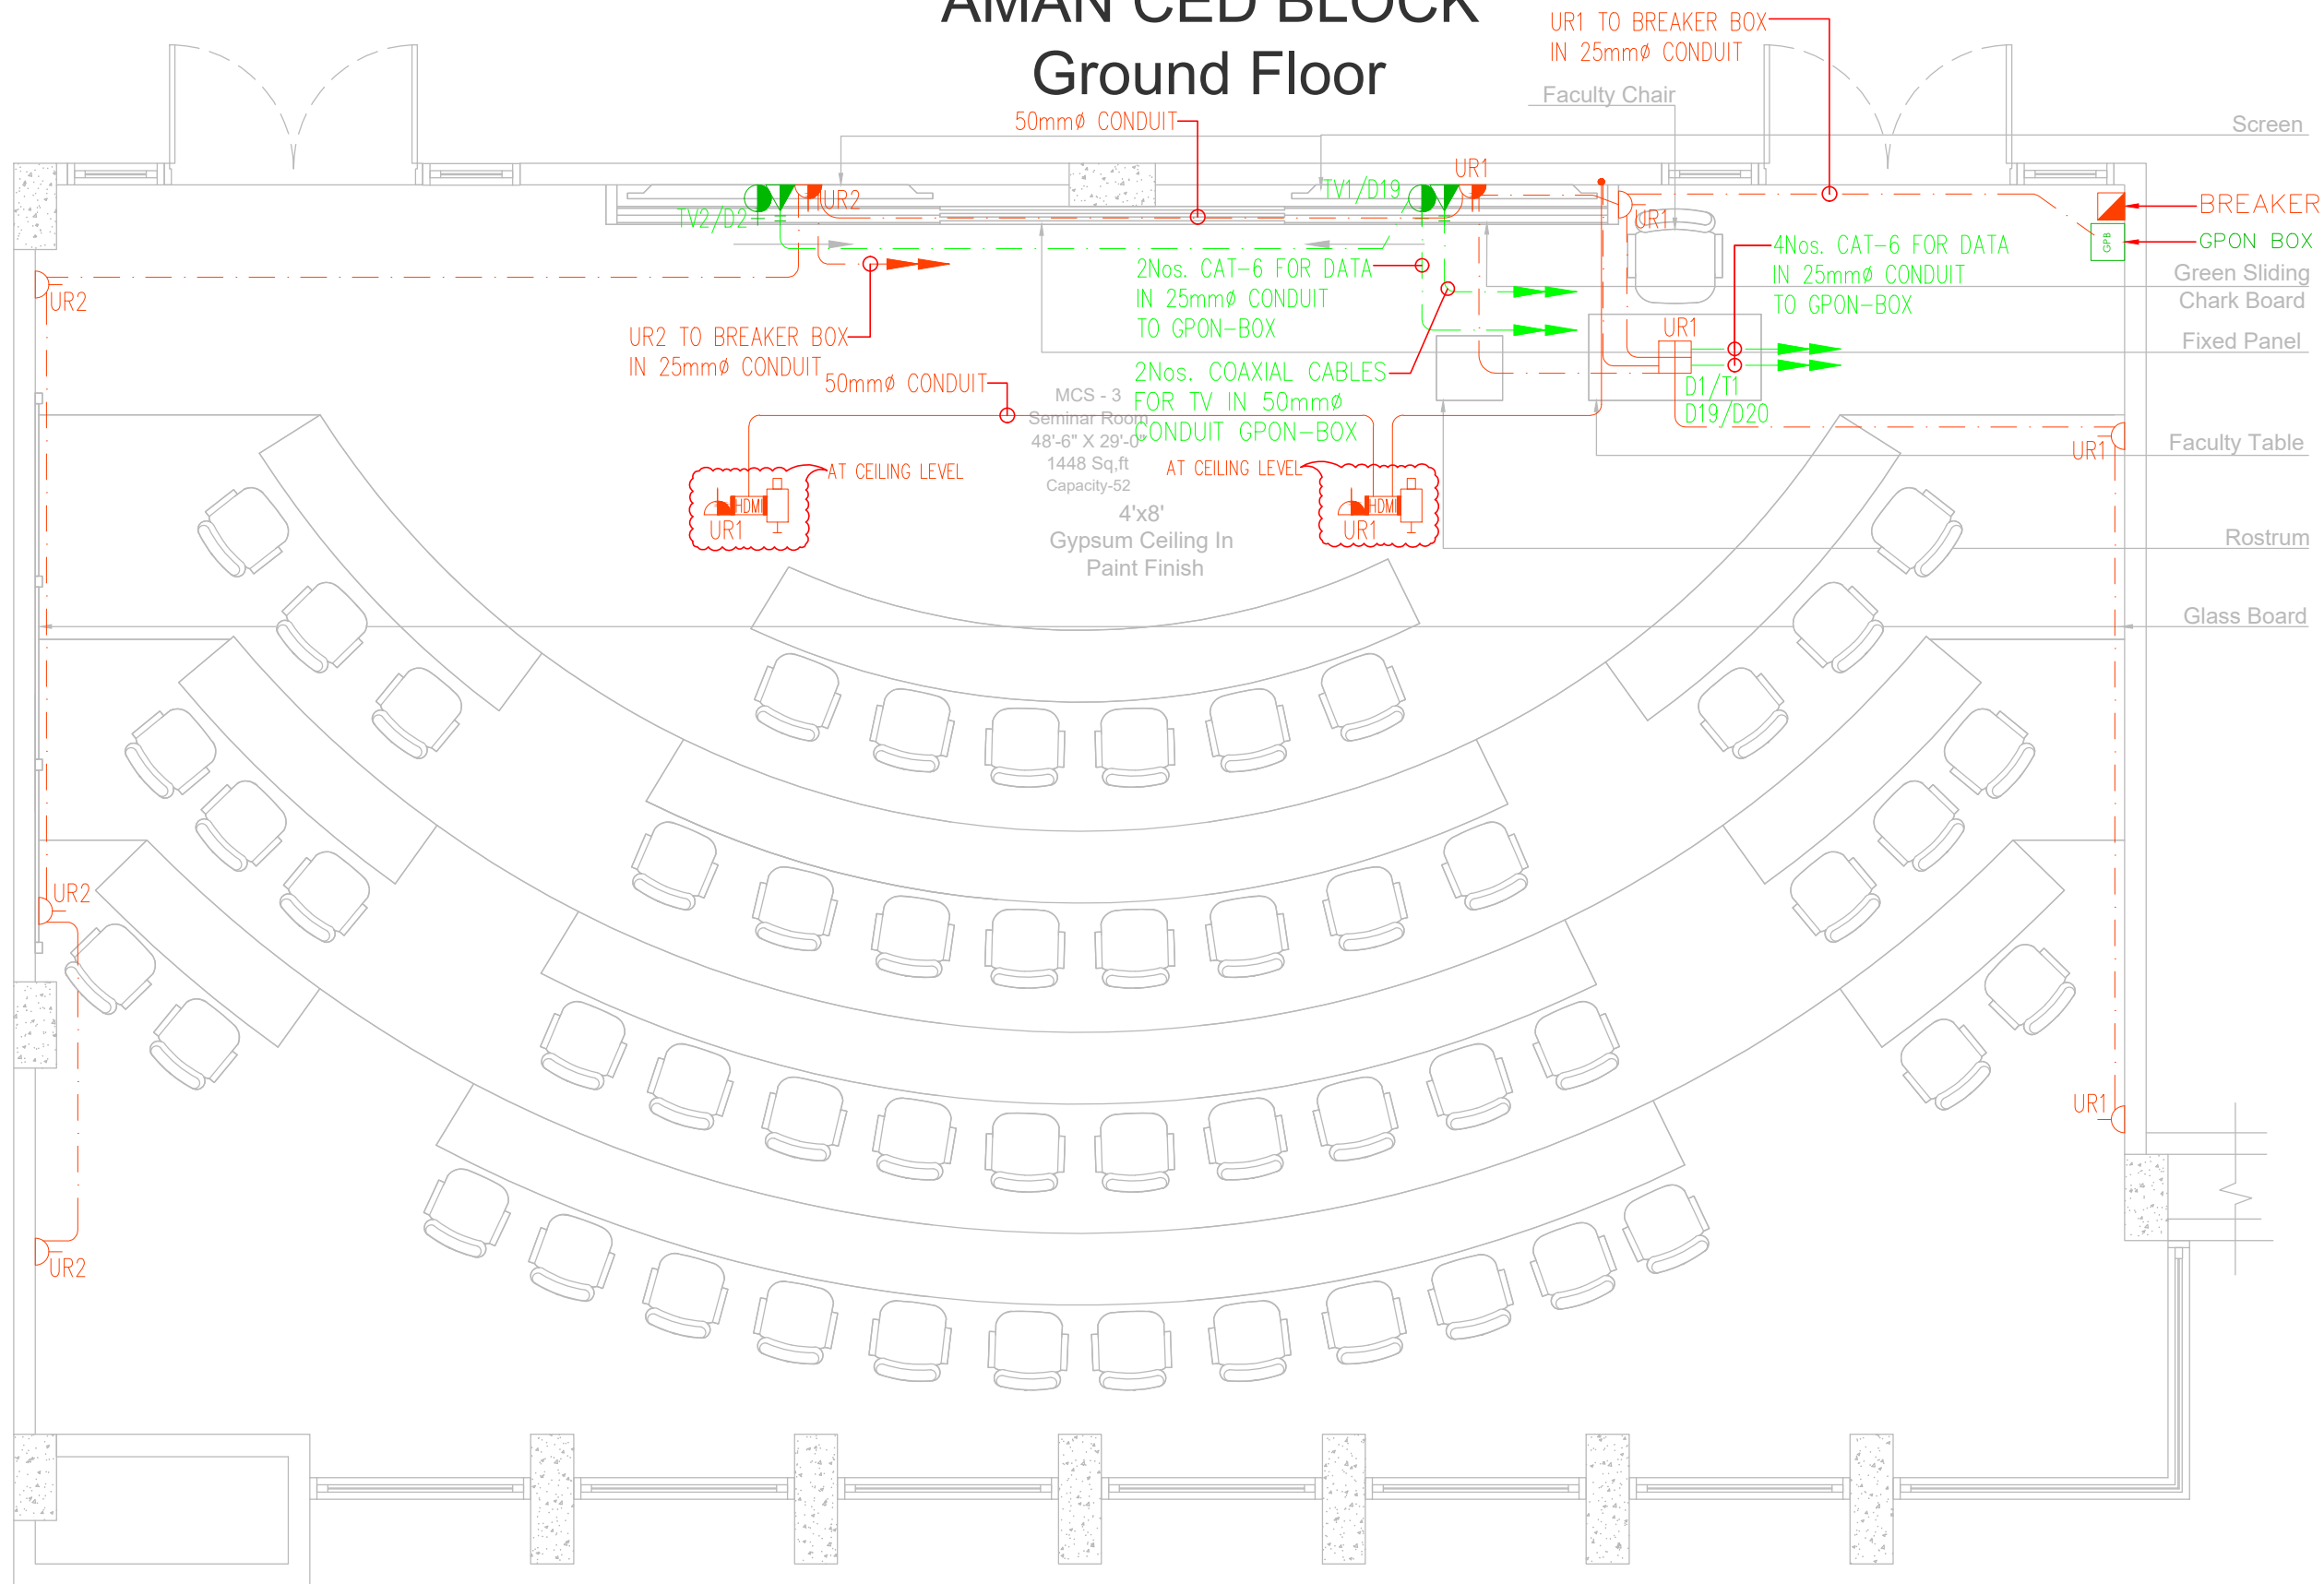 AMAN CED BLOCK
Ground Floor
UR1 TO BREAKER BOX
IN 25mmø CONDUIT
Faculty Chair
50mmø CONDUIT
Screen
UR1
TV1/D19
UR2
TV2/D2
UR1
BREAKER
GPB
GPON BOX
4Nos. CAT-6 FOR DATA
IN 25mmø CONDUIT
TO GPON-BOX
2Nos. CAT-6 FOR DATA
IN 25mmø CONDUIT
TO GPON-BOX
Green Sliding
Chark Board
UR2
UR2 TO BREAKER BOX
IN 25mmø CONDUIT
UR1
Fixed Panel
50mmø CONDUIT
2Nos. COAXIAL CABLES
FOR TV IN 50mmø
CONDUIT GPON-BOX
D1/T1
D19/D20
MCS - 3
Seminar Room
48'-6" X 29'-0"
1448 Sq,ft
Capacity-52
UR1
Faculty Table
AT CEILING LEVEL
AT CEILING LEVEL
HDMI
UR1
HDMI
UR1
4'x8'
Gypsum Ceiling In
Paint Finish
Rostrum
Glass Board
UR2
UR1
UR2